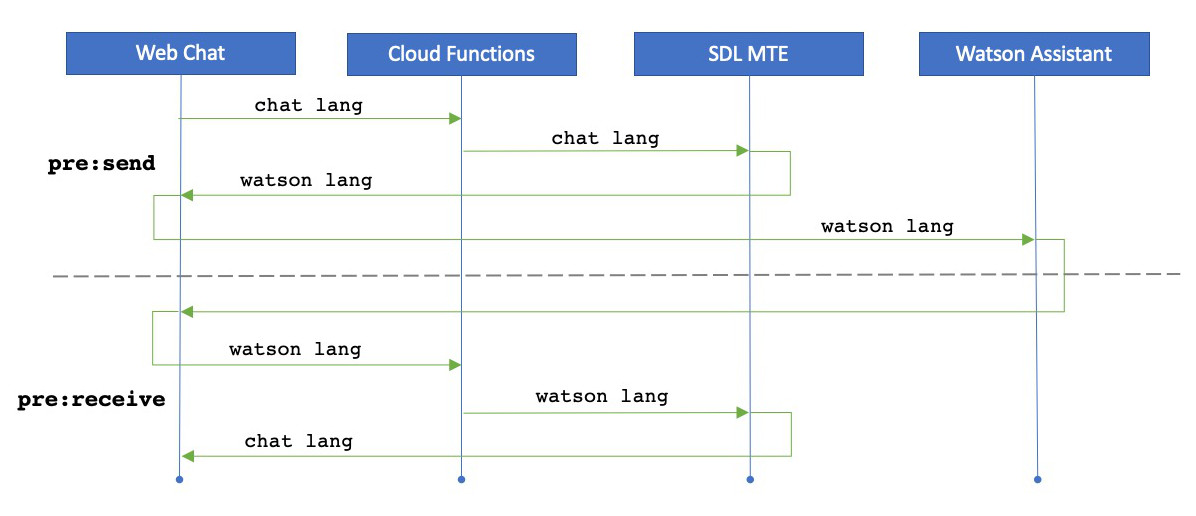 Web Chat
Cloud Functions
SDL MTE
Watson Assistant
chat lang
chat lang
pre:send
watson lang
watson lang
watson lang
pre:receive
watson lang
chat lang